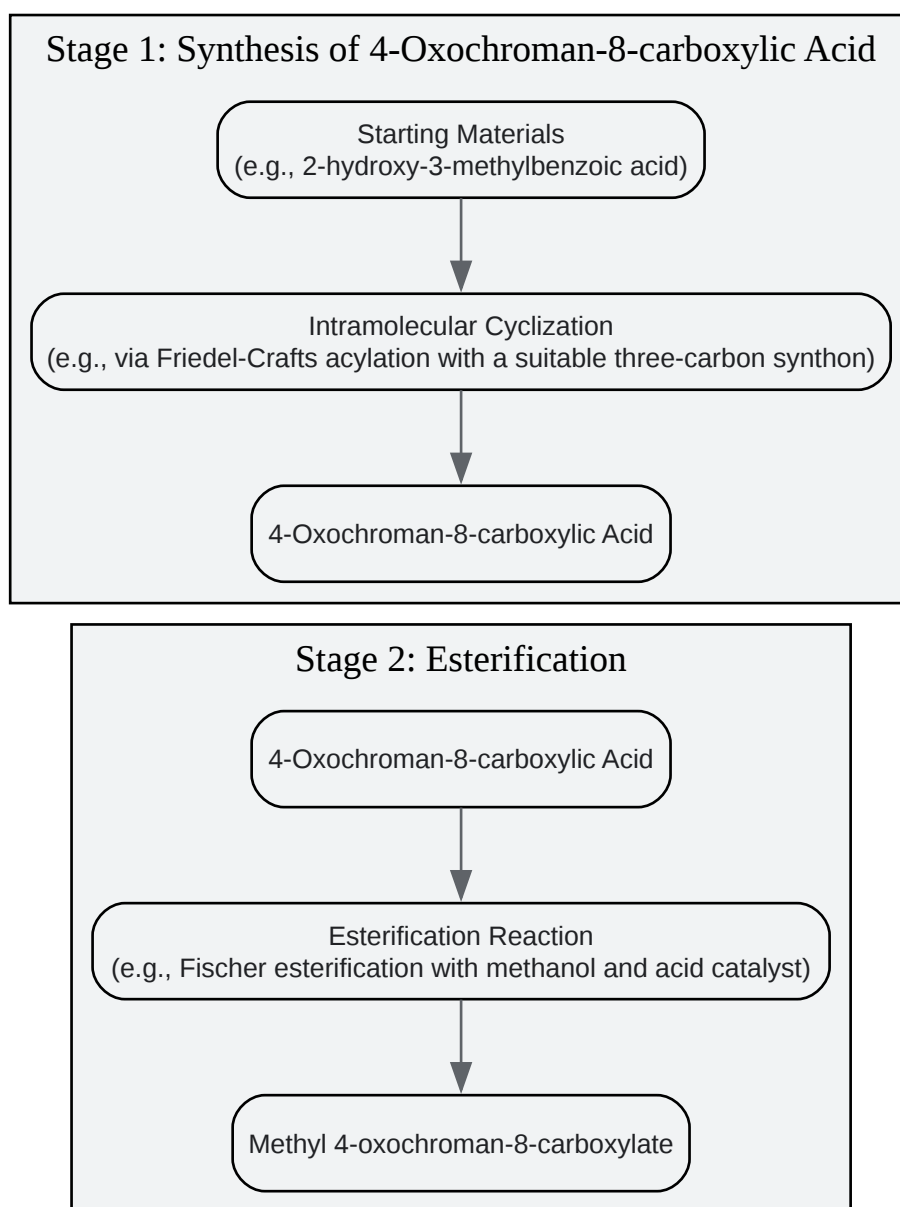 Stage 1: Synthesis of 4-Oxochroman-8-carboxylic Acid
Starting Materials
(e.g., 2-hydroxy-3-methylbenzoic acid)
Intramolecular Cyclization
(e.g., via Friedel-Crafts acylation with a suitable three-carbon synthon)
4-Oxochroman-8-carboxylic Acid
Stage 2: Esterification
4-Oxochroman-8-carboxylic Acid
Esterification Reaction
(e.g., Fischer esterification with methanol and acid catalyst)
Methyl 4-oxochroman-8-carboxylate